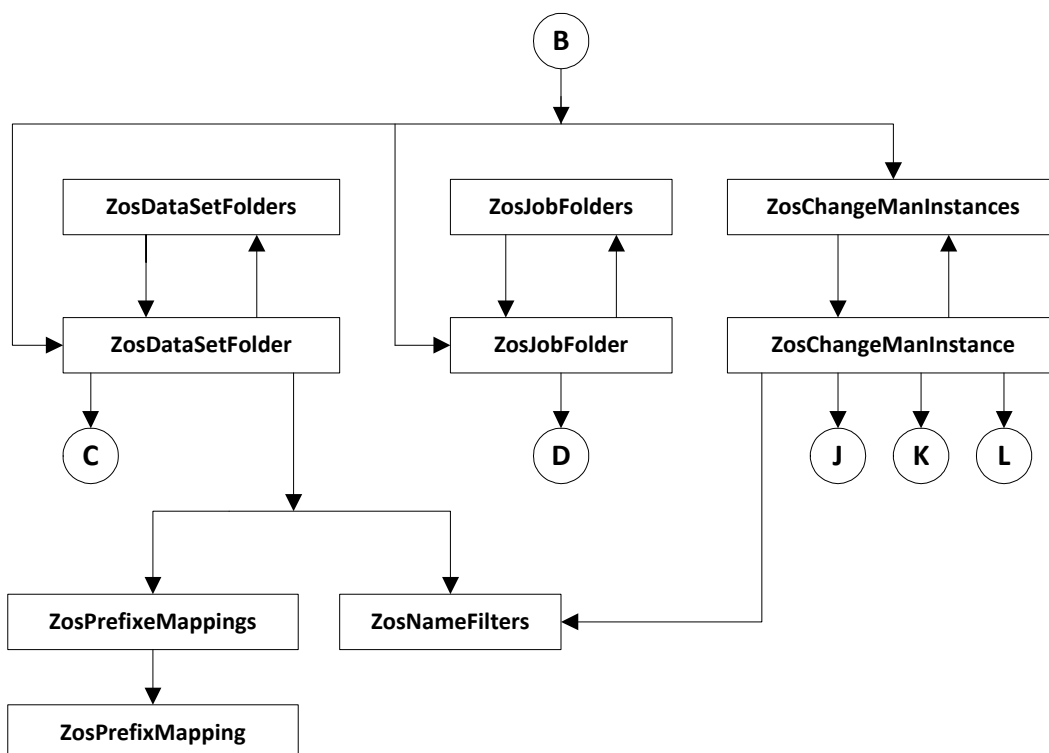 B
ZosDataSetFolders
ZosJobFolders
ZosChangeManInstances
ZosDataSetFolder
ZosJobFolder
ZosChangeManInstance
C
D
J
K
L
ZosPrefixeMappings
ZosNameFilters
ZosPrefixMapping